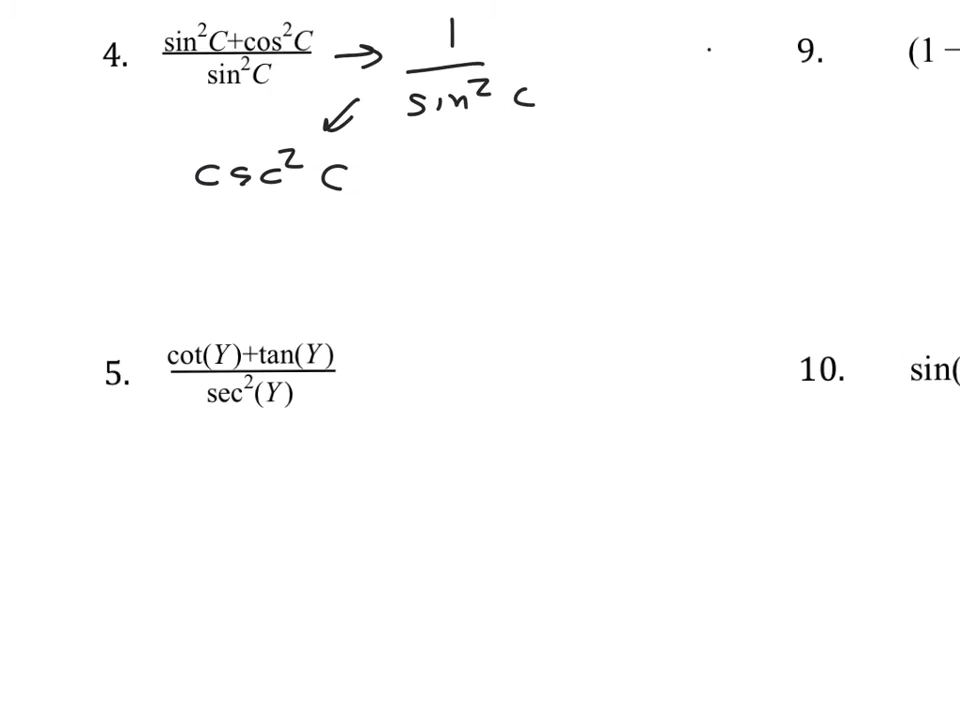 4. sin²C+cos²C / sin²C → 1 / sin² C
csc² C
5. cot(Y)+tan(Y) / sec²(Y)
9. (1 −
10. sin(